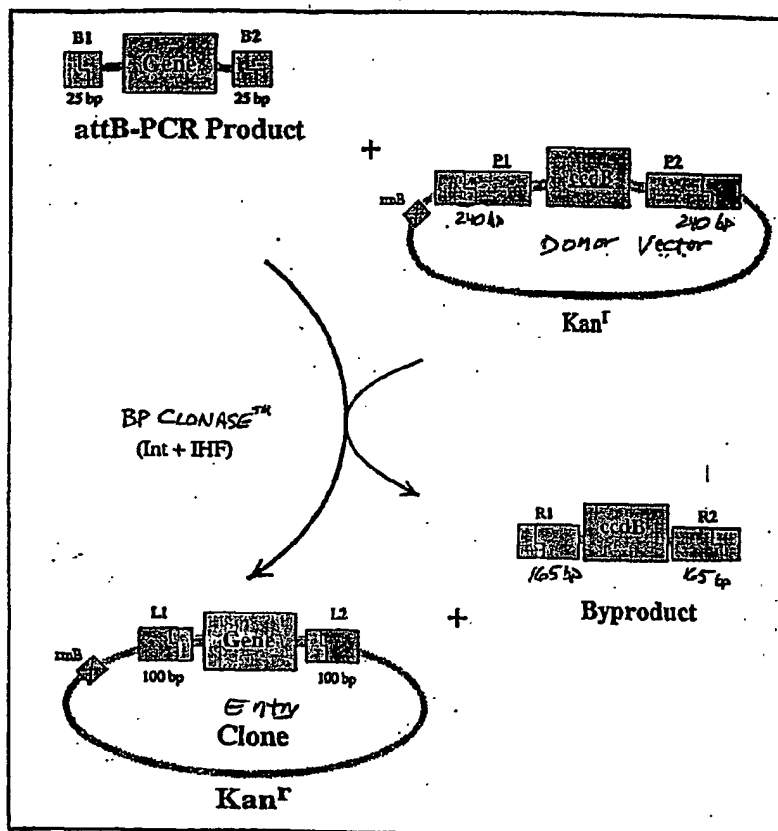 B1 B2
Gene
25 bp 25 bp
attB-PCR Product
+
P1 P2
ccdB
rrnB
240 bp 240 bp
Donor Vector
Kanr
BP CLONASE™
(Int + IHF)
R1 R2
ccdB
165 bp 165 bp
Byproduct
+
L1 L2
Gene
rrnB
100 bp 100 bp
Entry
Clone
Kanr